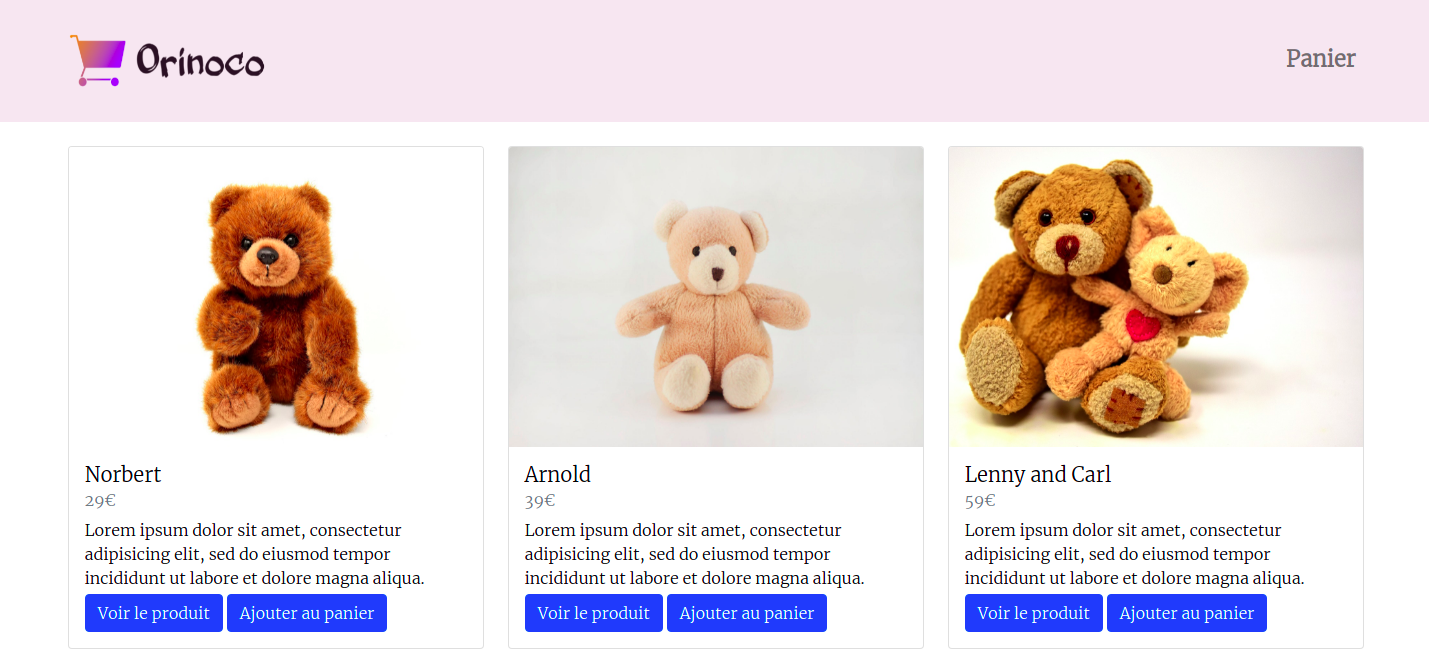 Orinoco
Panier
Norbert
29€
Lorem ipsum dolor sit amet, consectetur
adipisicing elit, sed do eiusmod tempor
incididunt ut labore et dolore magna aliqua.
Voir le produit
Ajouter au panier
Arnold
39€
Lorem ipsum dolor sit amet, consectetur
adipisicing elit, sed do eiusmod tempor
incididunt ut labore et dolore magna aliqua.
Voir le produit
Ajouter au panier
Lenny and Carl
59€
Lorem ipsum dolor sit amet, consectetur
adipisicing elit, sed do eiusmod tempor
incididunt ut labore et dolore magna aliqua.
Voir le produit
Ajouter au panier